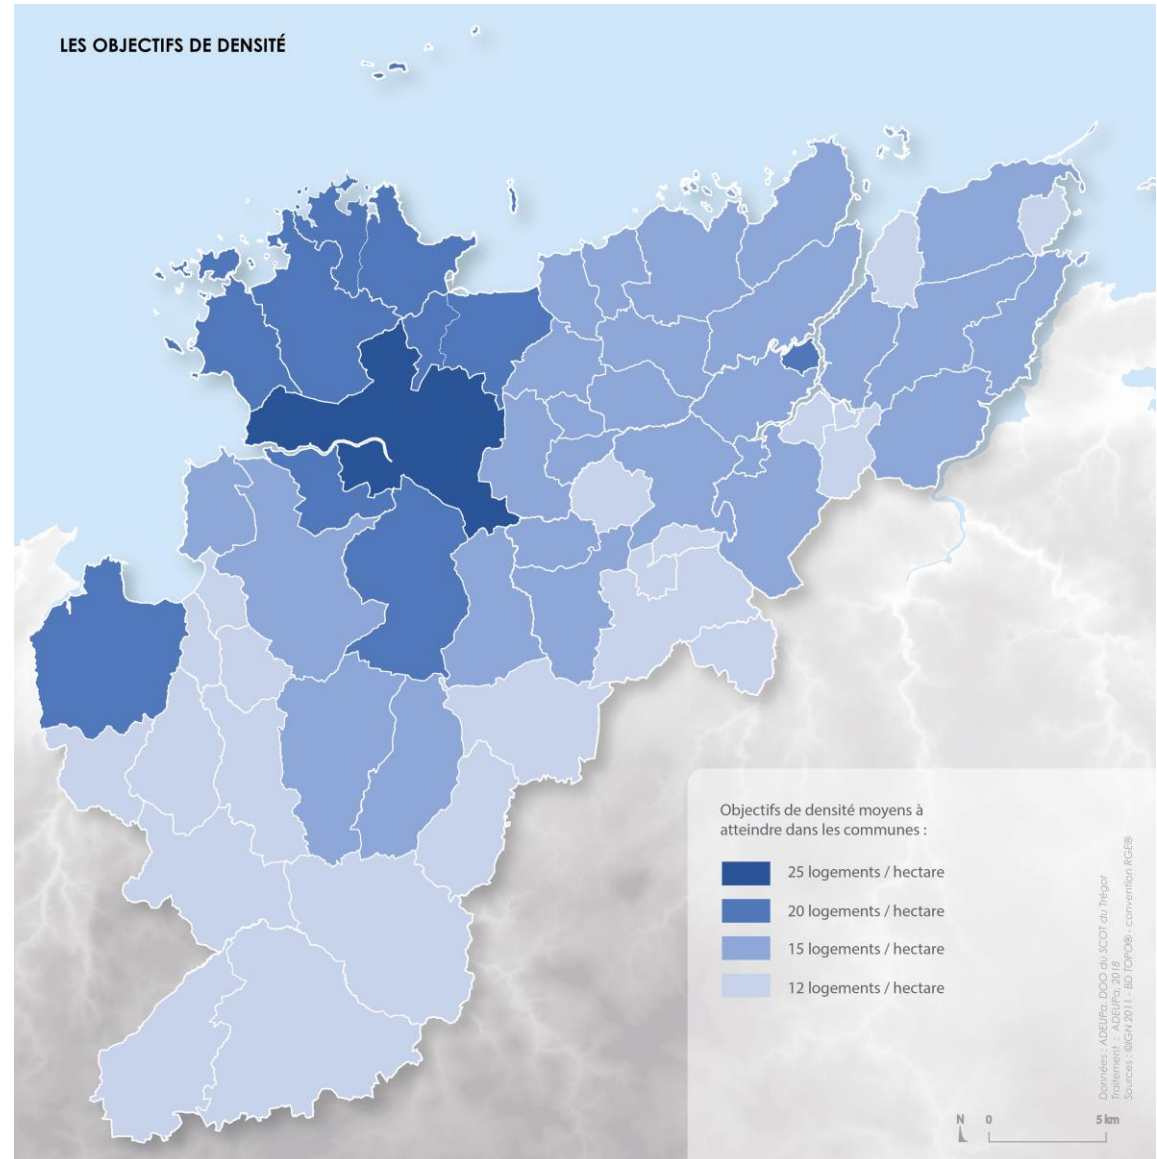 LES OBJECTIFS DE DENSITÉ
Objectifs de densité moyens à
atteindre dans les communes :
25 logements / hectare
20 logements / hectare
15 logements / hectare
12 logements / hectare
Données : ADEUPa, DOO du SCOT du Trégor
Traitement : ADEUPa, 2018
Sources : ©IGN 2011 - BD TOPO® - convention RGE®
N 0 5 km